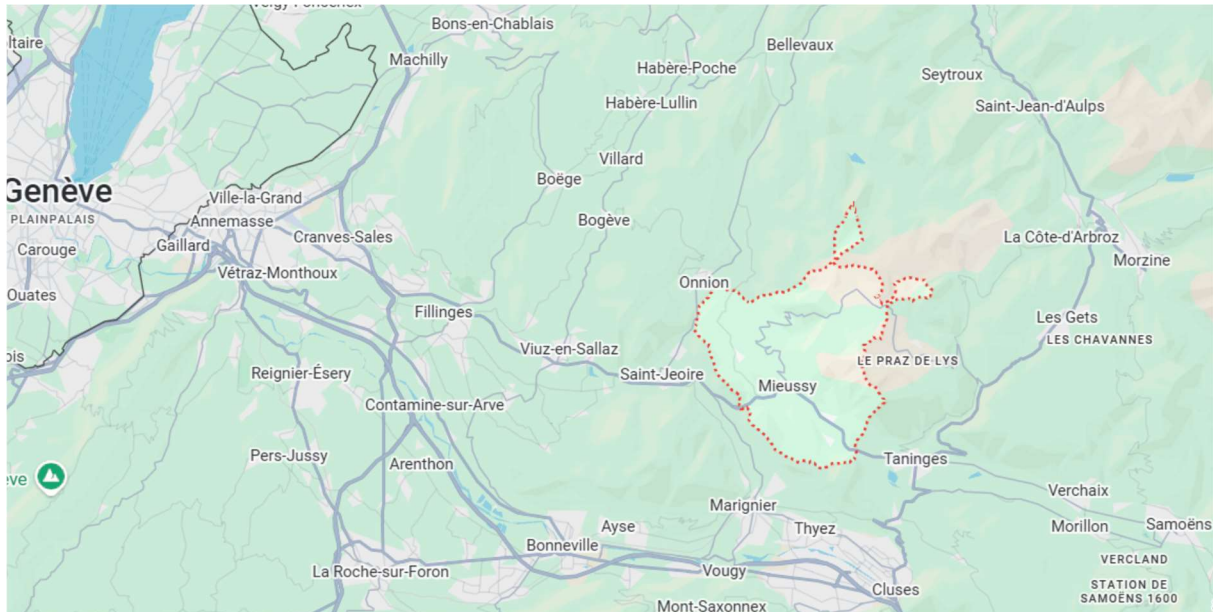 Bons-en-Chablais
ltaire
Machilly
Bellevaux
Habère-Poche
Seytroux
Habère-Lullin
Saint-Jean-d'Aulps
Villard
Boëge
Genève
PLAINPALAIS
Ville-la-Grand
Annemasse
Bogève
Carouge
Gaillard
Cranves-Sales
La Côte-d'Arbroz
Morzine
Vétraz-Monthoux
Onnion
Ouates
Fillinges
Les Gets
LES CHAVANNES
ois
Viuz-en-Sallaz
LE PRAZ DE LYS
Reignier-Ésery
Saint-Jeoire
Mieussy
Contamine-sur-Arve
Pers-Jussy
Arenthon
Taninges
ève
Verchaix
Marignier
Ayse
Thyez
Morillon
Samoëns
Bonneville
VERCLAND
La Roche-sur-Foron
Vougy
STATION DE
SAMOËNS 1600
Cluses
Mont-Saxonnex